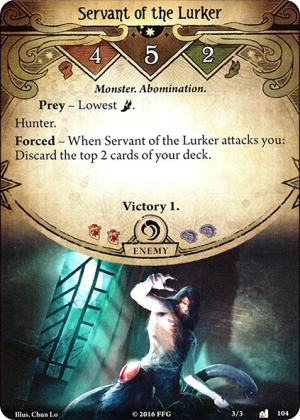 Servant of the Lurker
4 5 2
Monster. Abomination.
Prey – Lowest .
Hunter.
Forced – When Servant of the Lurker attacks you:
Discard the top 2 cards of your deck.
Victory 1.
ENEMY
Illus. Chun Lo © 2016 FFG 3/3 104